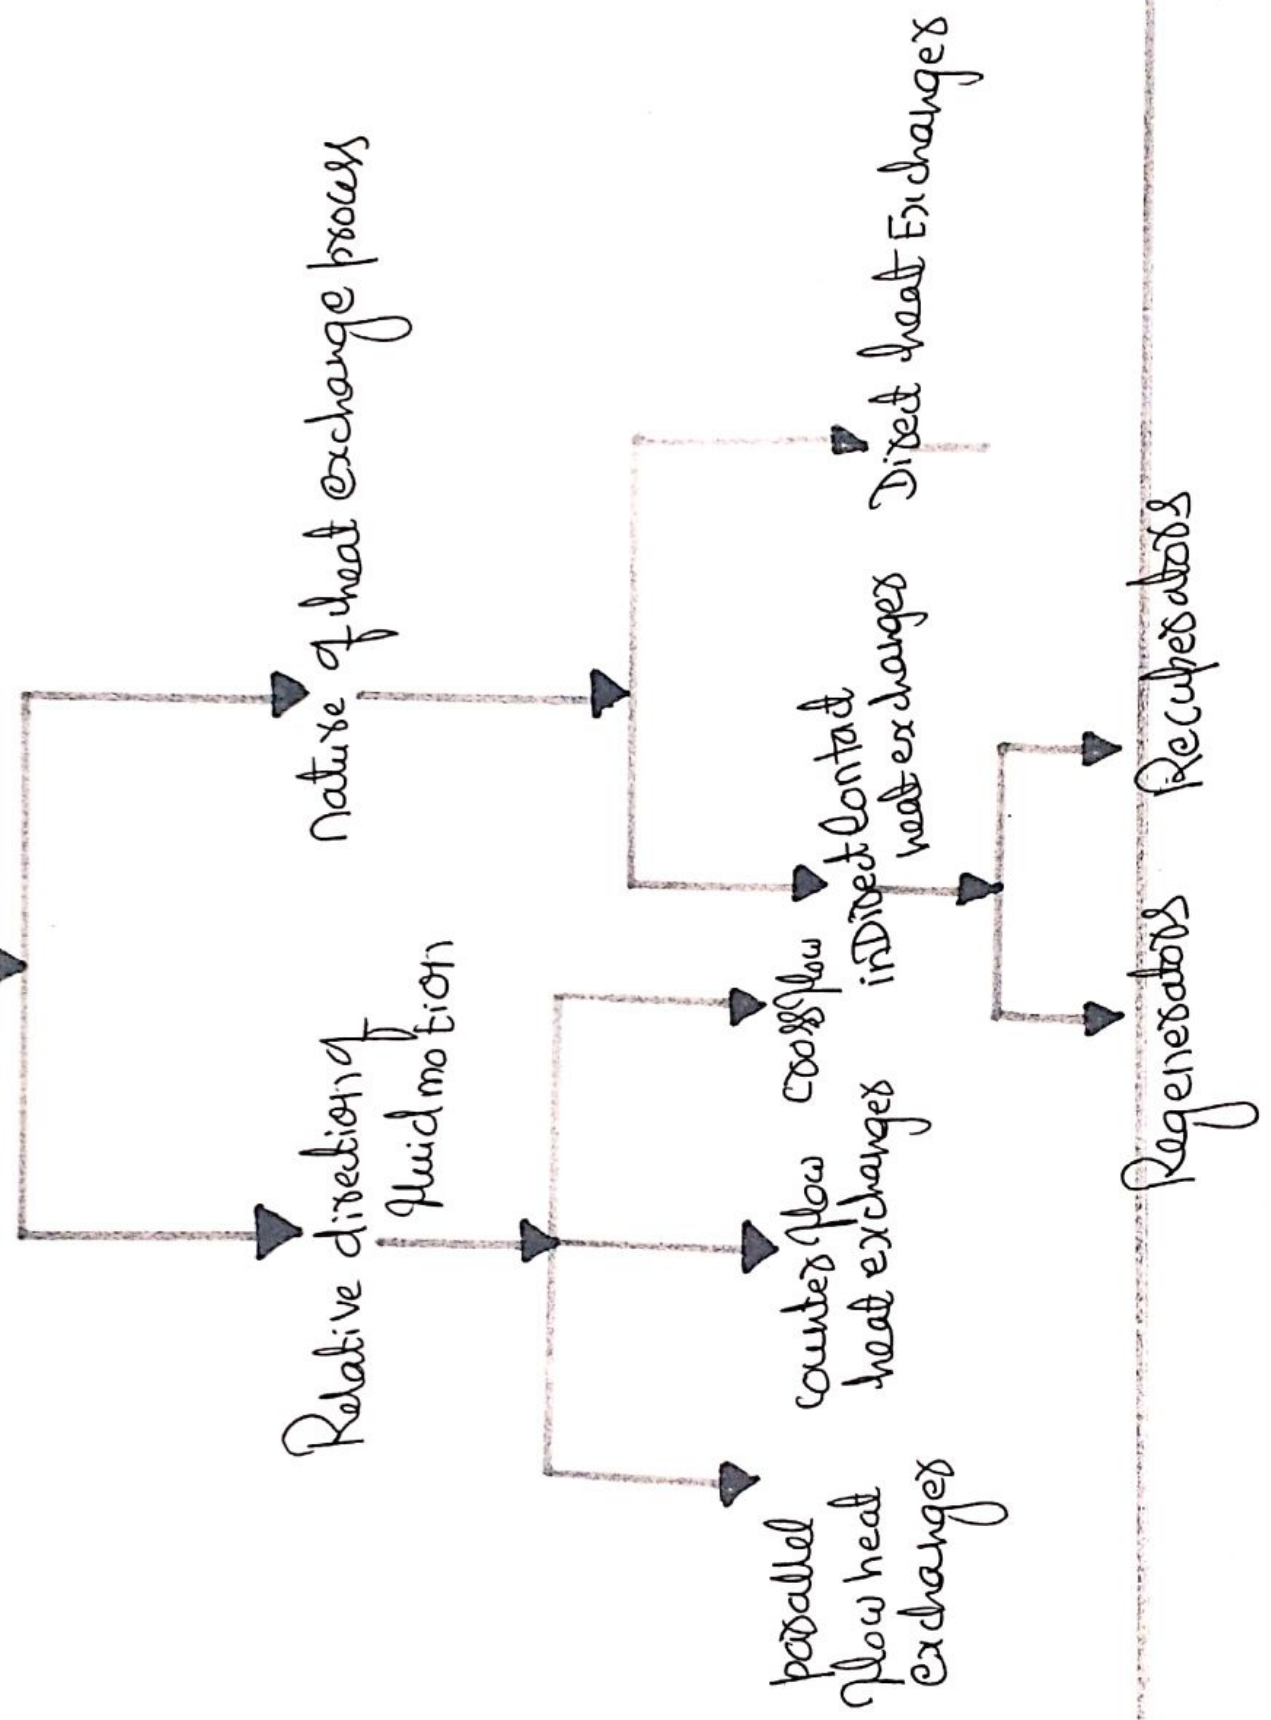 Relative direction of
fluid motion
nature of heat exchange process
parallel
flow heat
exchanger
counter flow
heat exchanger
cross flow
inDirect Contact
heat exchanger
Direct heat Exchanger
Regenerators
Recuperators